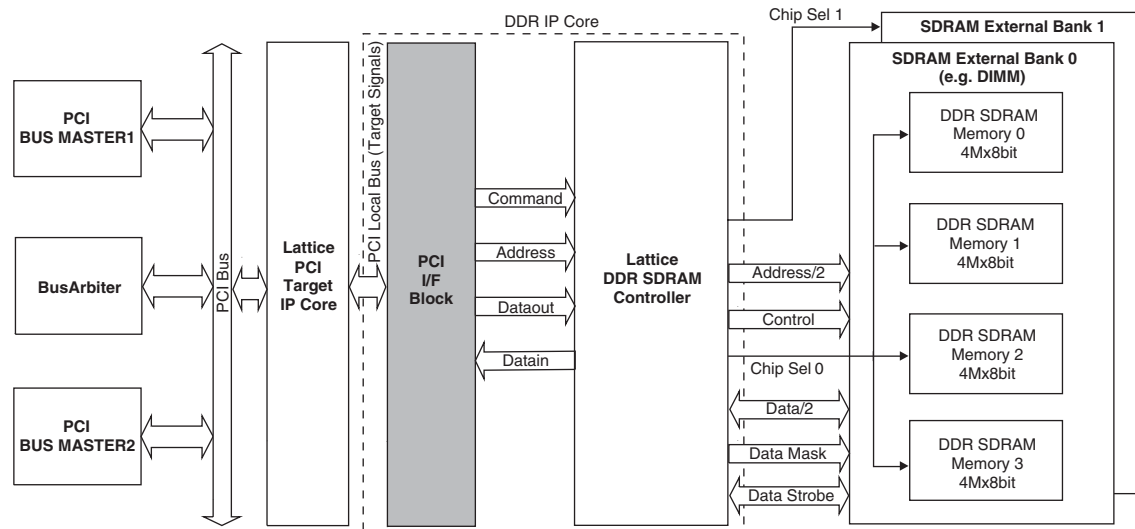 DDR IP Core
Chip Sel 1
SDRAM External Bank 1
SDRAM External Bank 0
(e.g. DIMM)
PCI
BUS MASTER1
BusArbiter
PCI
BUS MASTER2
PCI Bus
Lattice
PCI
Target
IP Core
PCI Local Bus (Target Signals)
PCI
I/F
Block
Command
Address
Dataout
Datain
Lattice
DDR SDRAM
Controller
Address/2
Control
Chip Sel 0
Data/2
Data Mask
Data Strobe
DDR SDRAM
Memory 0
4Mx8bit
DDR SDRAM
Memory 1
4Mx8bit
DDR SDRAM
Memory 2
4Mx8bit
DDR SDRAM
Memory 3
4Mx8bit